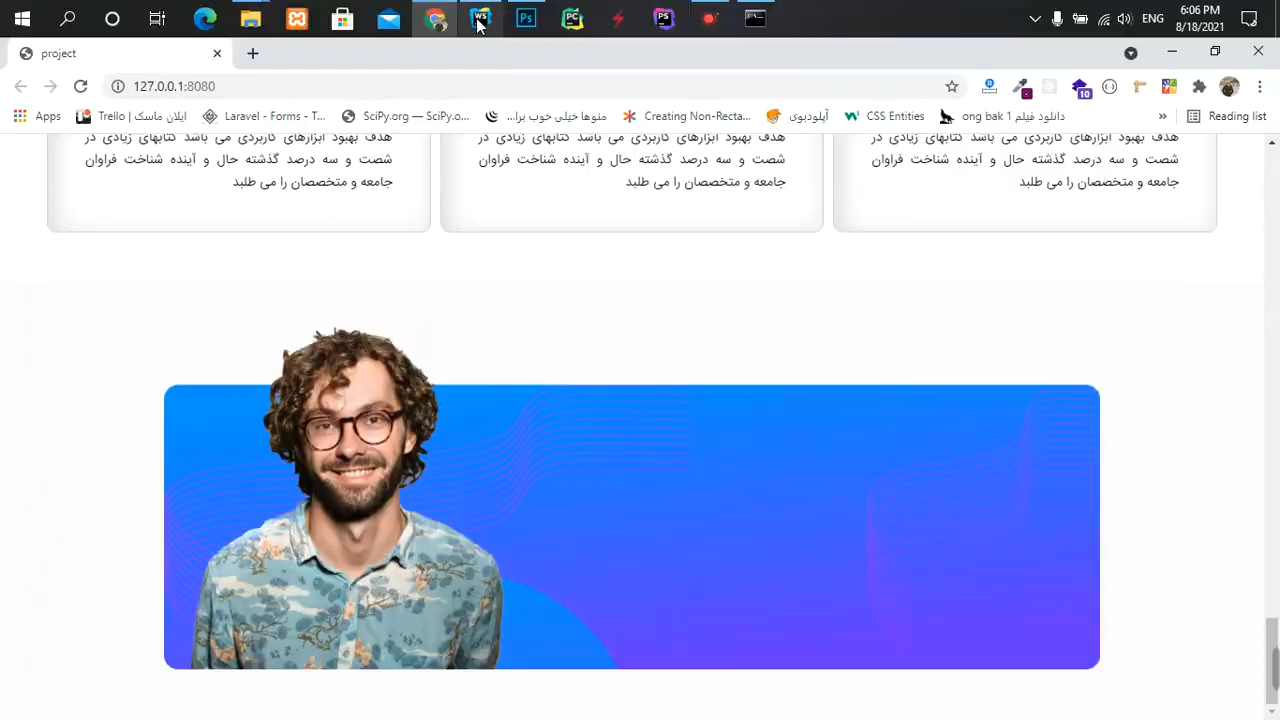 WS
Ps
PC
PS
ENG
6:06 PM
8/18/2021
project
127.0.0.1:8080
10
Apps
ایلان ماسک | Trello
Laravel - Forms - T...
SciPy.org — SciPy.o...
منوها خیلی خوب برا...
Creating Non-Recta...
آپلودبوی
CSS Entities
دانلود فیلم ong bak 1
»
Reading list
هدف بهبود ابزارهای کاربردی می باشد کتابهای زیادی در
شصت و سه درصد گذشته حال و آینده شناخت فراوان
جامعه و متخصصان را می طلبد
هدف بهبود ابزارهای کاربردی می باشد کتابهای زیادی در
شصت و سه درصد گذشته حال و آینده شناخت فراوان
جامعه و متخصصان را می طلبد
هدف بهبود ابزارهای کاربردی می باشد کتابهای زیادی در
شصت و سه درصد گذشته حال و آینده شناخت فراوان
جامعه و متخصصان را می طلبد